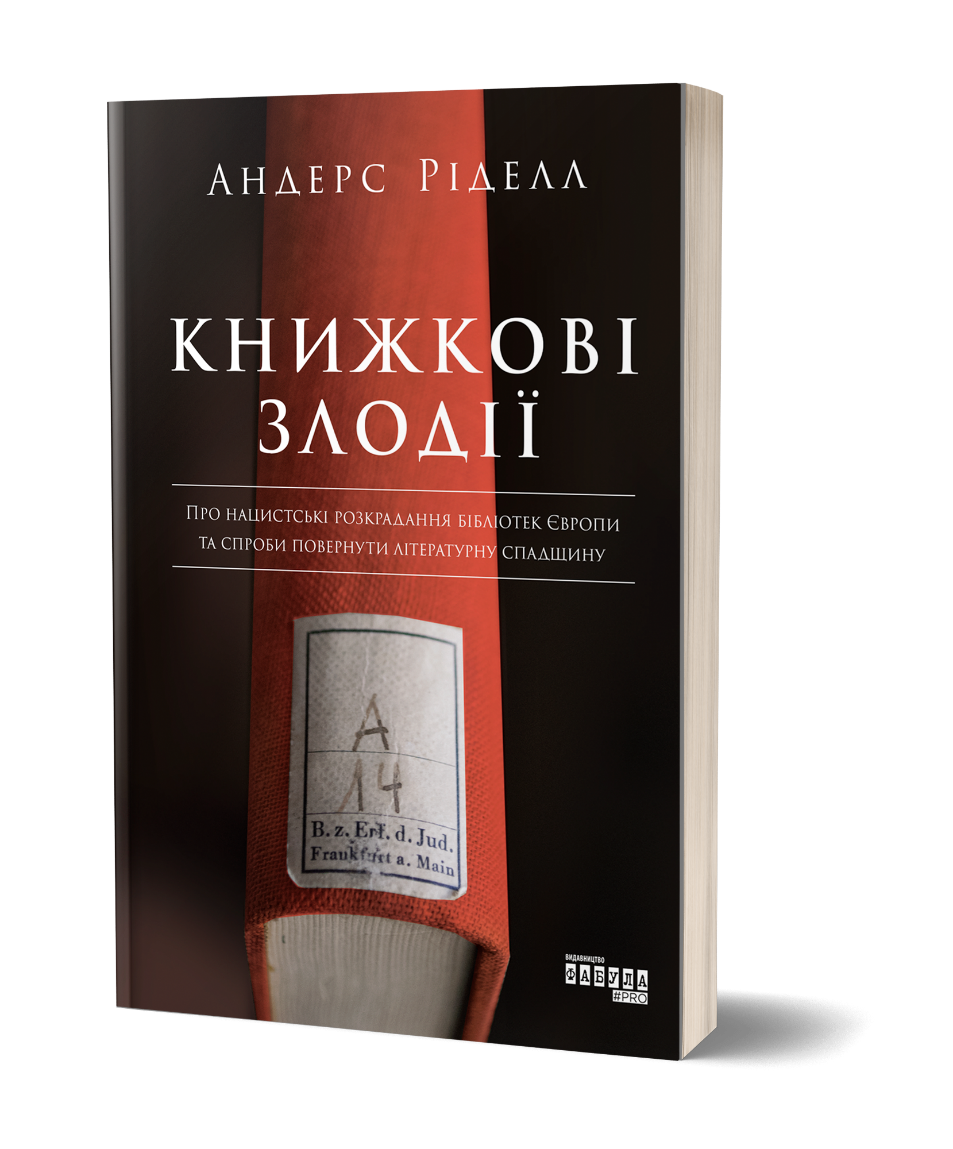 АНДЕРС РІДЕЛЛ
КНИЖКОВІ
ЗЛОДІЇ
ПРО НАЦИСТСЬКІ РОЗКРАДАННЯ БІБЛІОТЕК ЄВРОПИ
ТА СПРОБИ ПОВЕРНУТИ ЛІТЕРАТУРНУ СПАДЩИНУ
A
14
B. z. Erf. d. Jud.
Frankfurt a. Main
ВИДАВНИЦТВО
ФАБУЛА
#PRO